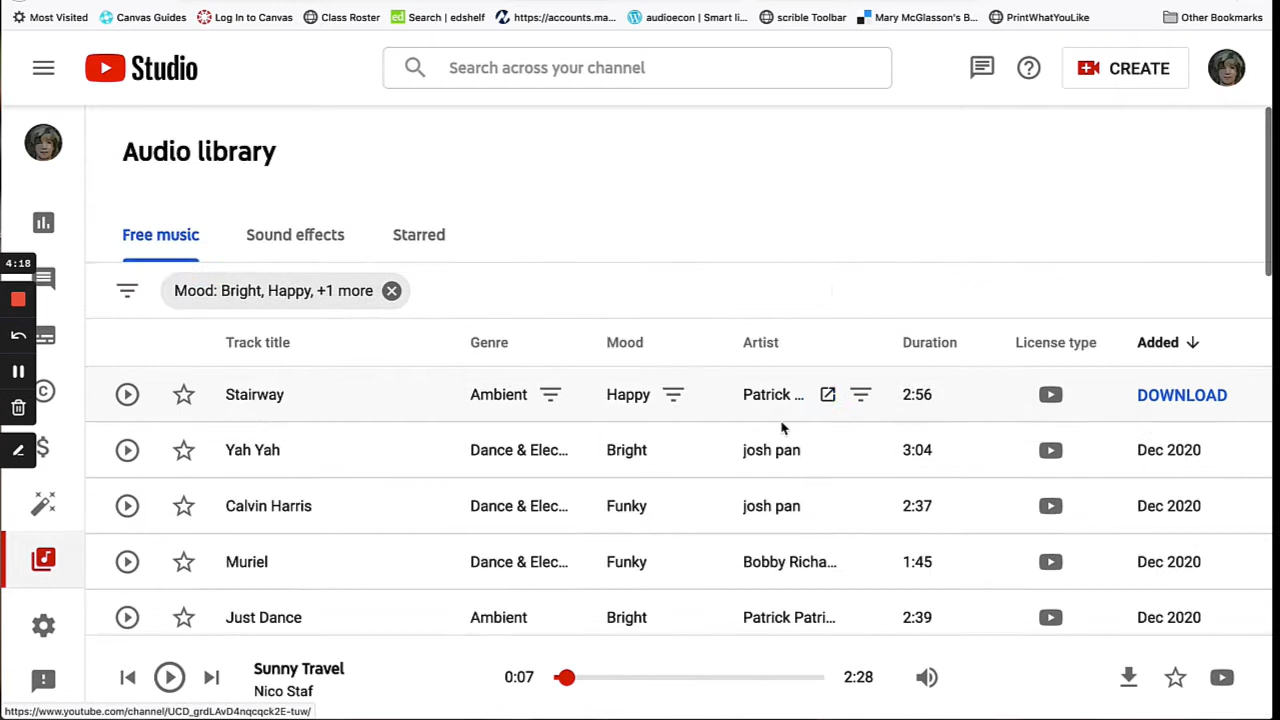 Most Visited Canvas Guides Log In to Canvas Class Roster ed Search | edshelf https://accounts.ma... audioecon | Smart li... scrible Toolbar Mary McGlasson's B... PrintWhatYouLike Other Bookmarks
Studio Search across your channel CREATE
Audio library
Free music Sound effects Starred
4:18
Mood: Bright, Happy, +1 more
Track title Genre Mood Artist Duration License type Added
Stairway Ambient Happy Patrick ... 2:56 DOWNLOAD
Yah Yah Dance & Elec... Bright josh pan 3:04 Dec 2020
Calvin Harris Dance & Elec... Funky josh pan 2:37 Dec 2020
Muriel Dance & Elec... Funky Bobby Richa... 1:45 Dec 2020
Just Dance Ambient Bright Patrick Patri... 2:39 Dec 2020
Sunny Travel 0:07 2:28
Nico Staf
https://www.youtube.com/channel/UCD_grdLAvD4nqcqck2E-tuw/